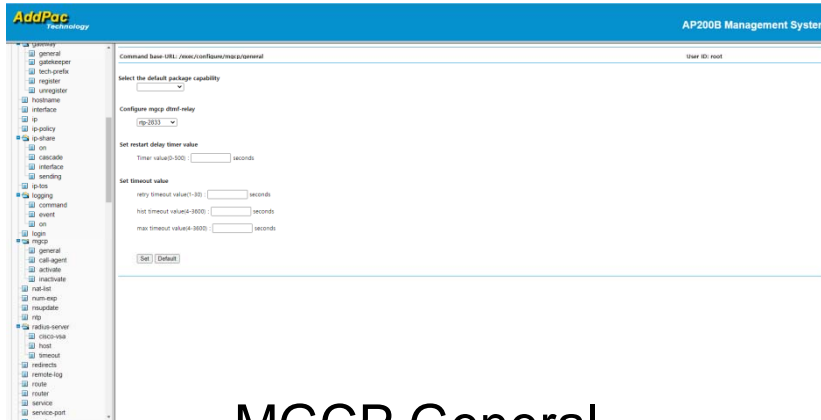 AddPac
Technology
AP200B Management System
gateway
general
gatekeeper
tech-prefix
register
unregister
hostname
interface
ip
ip-policy
ip-share
on
cascade
interface
sending
ip-tos
logging
command
event
on
login
mgcp
general
call-agent
activate
inactivate
nat-list
num-exp
nsupdate
ntp
radius-server
cisco-vsa
host
timeout
redirects
remote-log
route
router
service
service-port
Command base-URL: /exec/configure/mgcp/general
User ID: root
Select the default package capability
Configure mgcp dtmf-relay
rtp-2833
Set restart delay timer value
Timer value(0-500) : seconds
Set timeout value
retry timeout value(1-30) : seconds
hist timeout value(4-3600) : seconds
max timeout value(4-3600) : seconds
Set Default
MGCP General